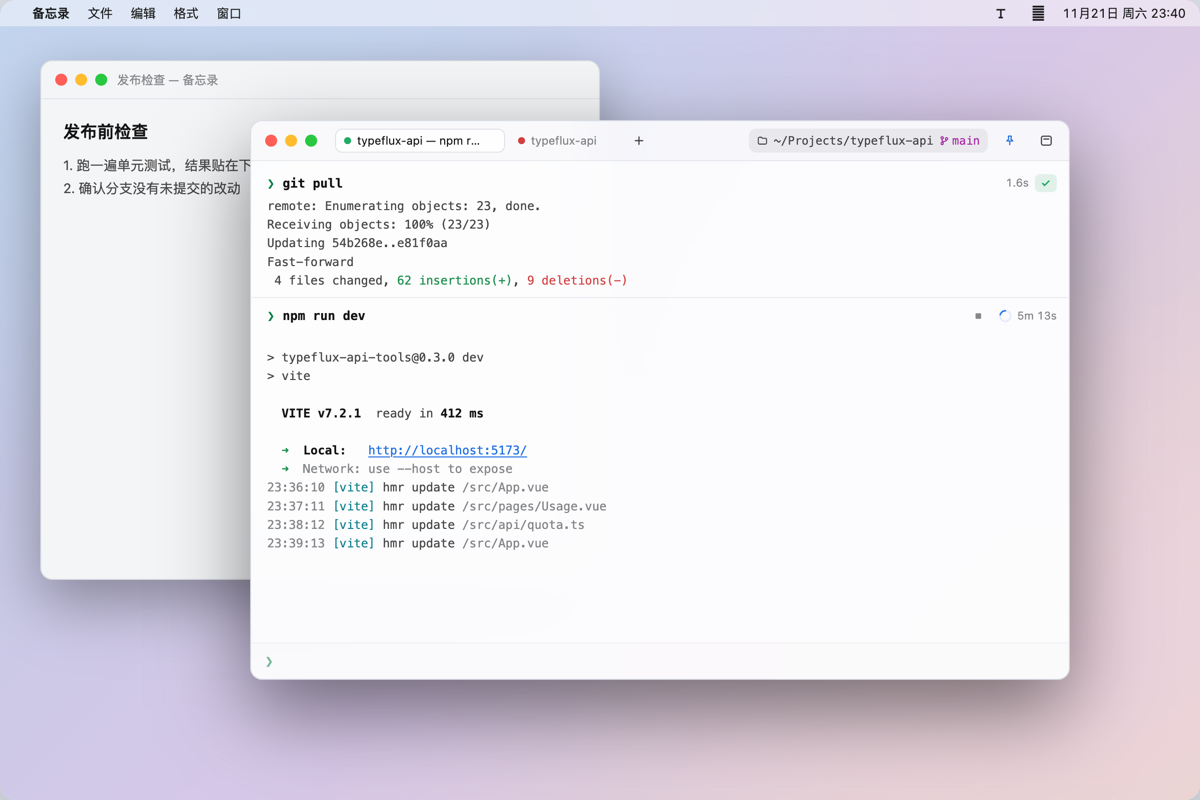 备忘录 文件 编辑 格式 窗口 T 11月21日 周六 23:40
发布检查 — 备忘录
发布前检查
1. 跑一遍单元测试，结果贴在下
2. 确认分支没有未提交的改动
typeflux-api — npm r... typeflux-api + ~/Projects/typeflux-api main
❯ git pull 1.6s
remote: Enumerating objects: 23, done.
Receiving objects: 100% (23/23)
Updating 54b268e..e81f0aa
Fast-forward
4 files changed, 62 insertions(+), 9 deletions(-)
❯ npm run dev 5m 13s
> typeflux-api-tools@0.3.0 dev
> vite
VITE v7.2.1 ready in 412 ms
➜ Local: http://localhost:5173/
➜ Network: use --host to expose
23:36:10 [vite] hmr update /src/App.vue
23:37:11 [vite] hmr update /src/pages/Usage.vue
23:38:12 [vite] hmr update /src/api/quota.ts
23:39:13 [vite] hmr update /src/App.vue
❯